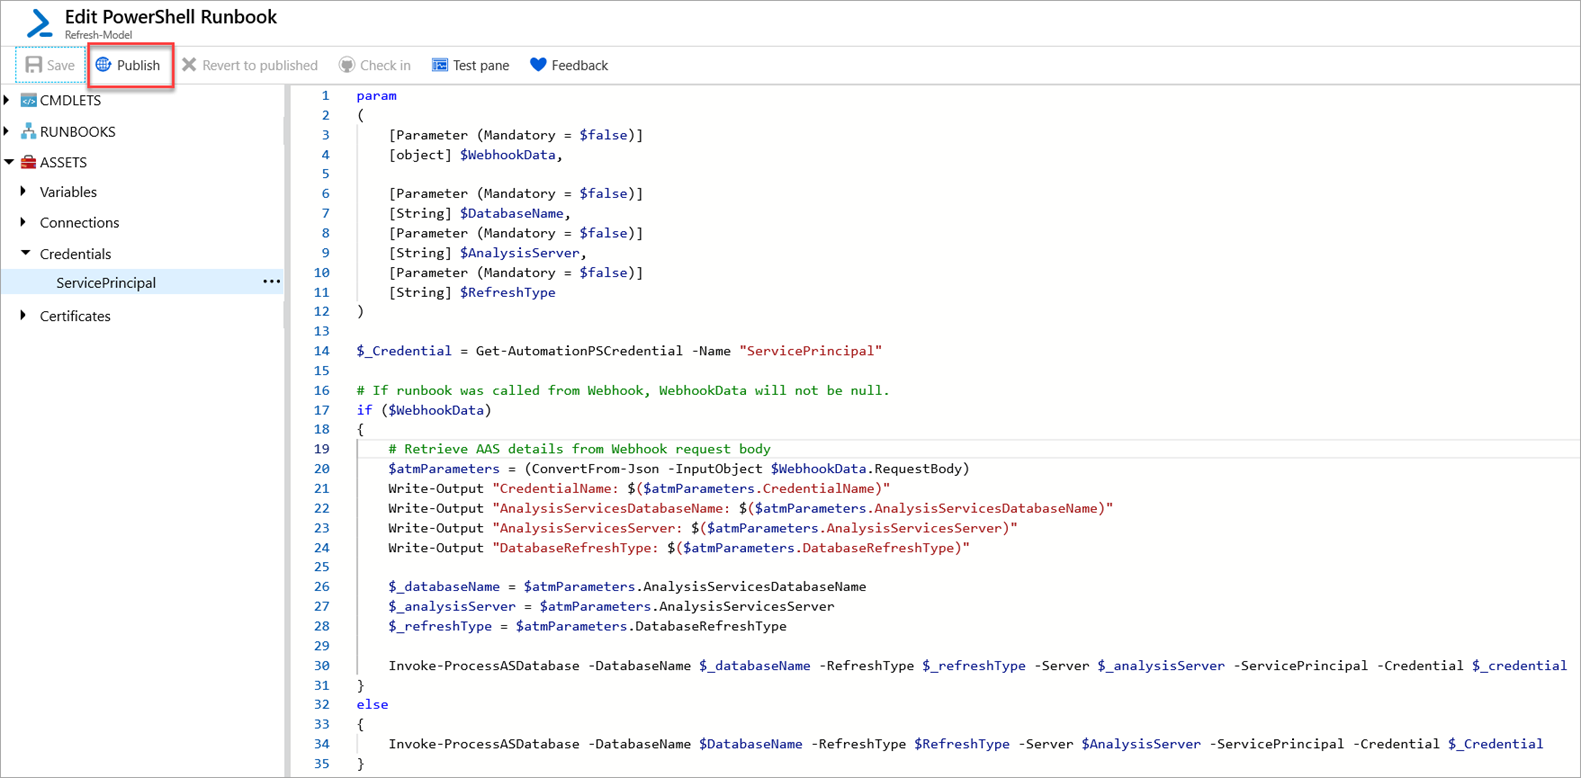 Edit PowerShell Runbook
Refresh-Model
Save Publish Revert to published Check in Test pane Feedback
CMDLETS
RUNBOOKS
ASSETS
Variables
Connections
Credentials
ServicePrincipal ...
Certificates
1 param
2 (
3     [Parameter (Mandatory = $false)]
4     [object] $WebhookData,
5
6     [Parameter (Mandatory = $false)]
7     [String] $DatabaseName,
8     [Parameter (Mandatory = $false)]
9     [String] $AnalysisServer,
10     [Parameter (Mandatory = $false)]
11     [String] $RefreshType
12 )
13
14 $_Credential = Get-AutomationPSCredential -Name "ServicePrincipal"
15
16 # If runbook was called from Webhook, WebhookData will not be null.
17 if ($WebhookData)
18 {
19     # Retrieve AAS details from Webhook request body
20     $atmParameters = (ConvertFrom-Json -InputObject $WebhookData.RequestBody)
21     Write-Output "CredentialName: $($atmParameters.CredentialName)"
22     Write-Output "AnalysisServicesDatabaseName: $($atmParameters.AnalysisServicesDatabaseName)"
23     Write-Output "AnalysisServicesServer: $($atmParameters.AnalysisServicesServer)"
24     Write-Output "DatabaseRefreshType: $($atmParameters.DatabaseRefreshType)"
25
26     $_databaseName = $atmParameters.AnalysisServicesDatabaseName
27     $_analysisServer = $atmParameters.AnalysisServicesServer
28     $_refreshType = $atmParameters.DatabaseRefreshType
29
30     Invoke-ProcessASDatabase -DatabaseName $_databaseName -RefreshType $_refreshType -Server $_analysisServer -ServicePrincipal -Credential $_credential
31 }
32 else
33 {
34     Invoke-ProcessASDatabase -DatabaseName $DatabaseName -RefreshType $RefreshType -Server $AnalysisServer -ServicePrincipal -Credential $_Credential
35 }